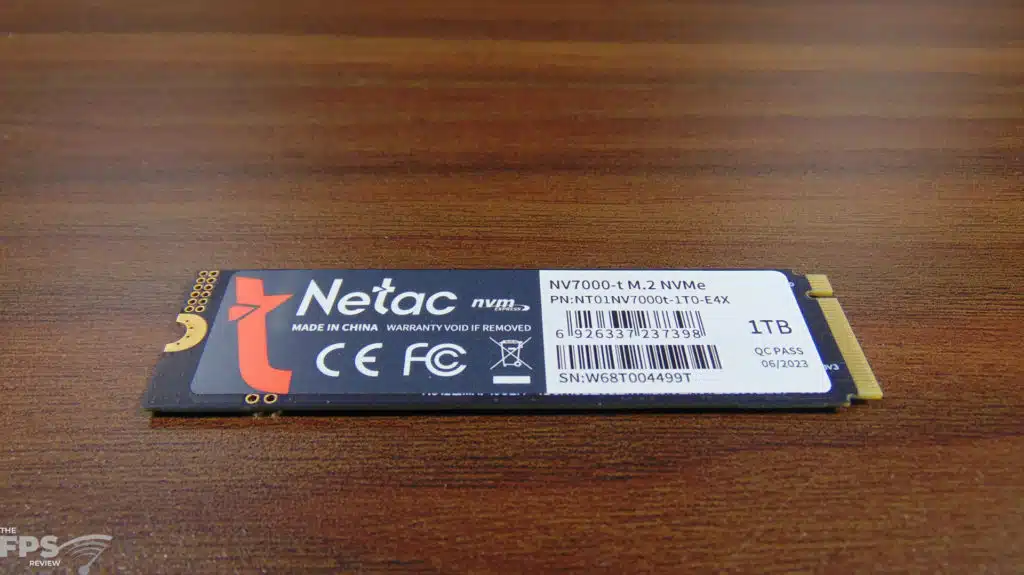 Netac
nvm
EXPRESS
MADE IN CHINA WARRANTY VOID IF REMOVED
CE FC
NV7000-t M.2 NVMe
PN:NT01NV7000t-1T0-E4X
6 926337 237398
SN:W68T004499T
1TB
QC PASS
06/2023
V3
THE
FPS
REVIEW